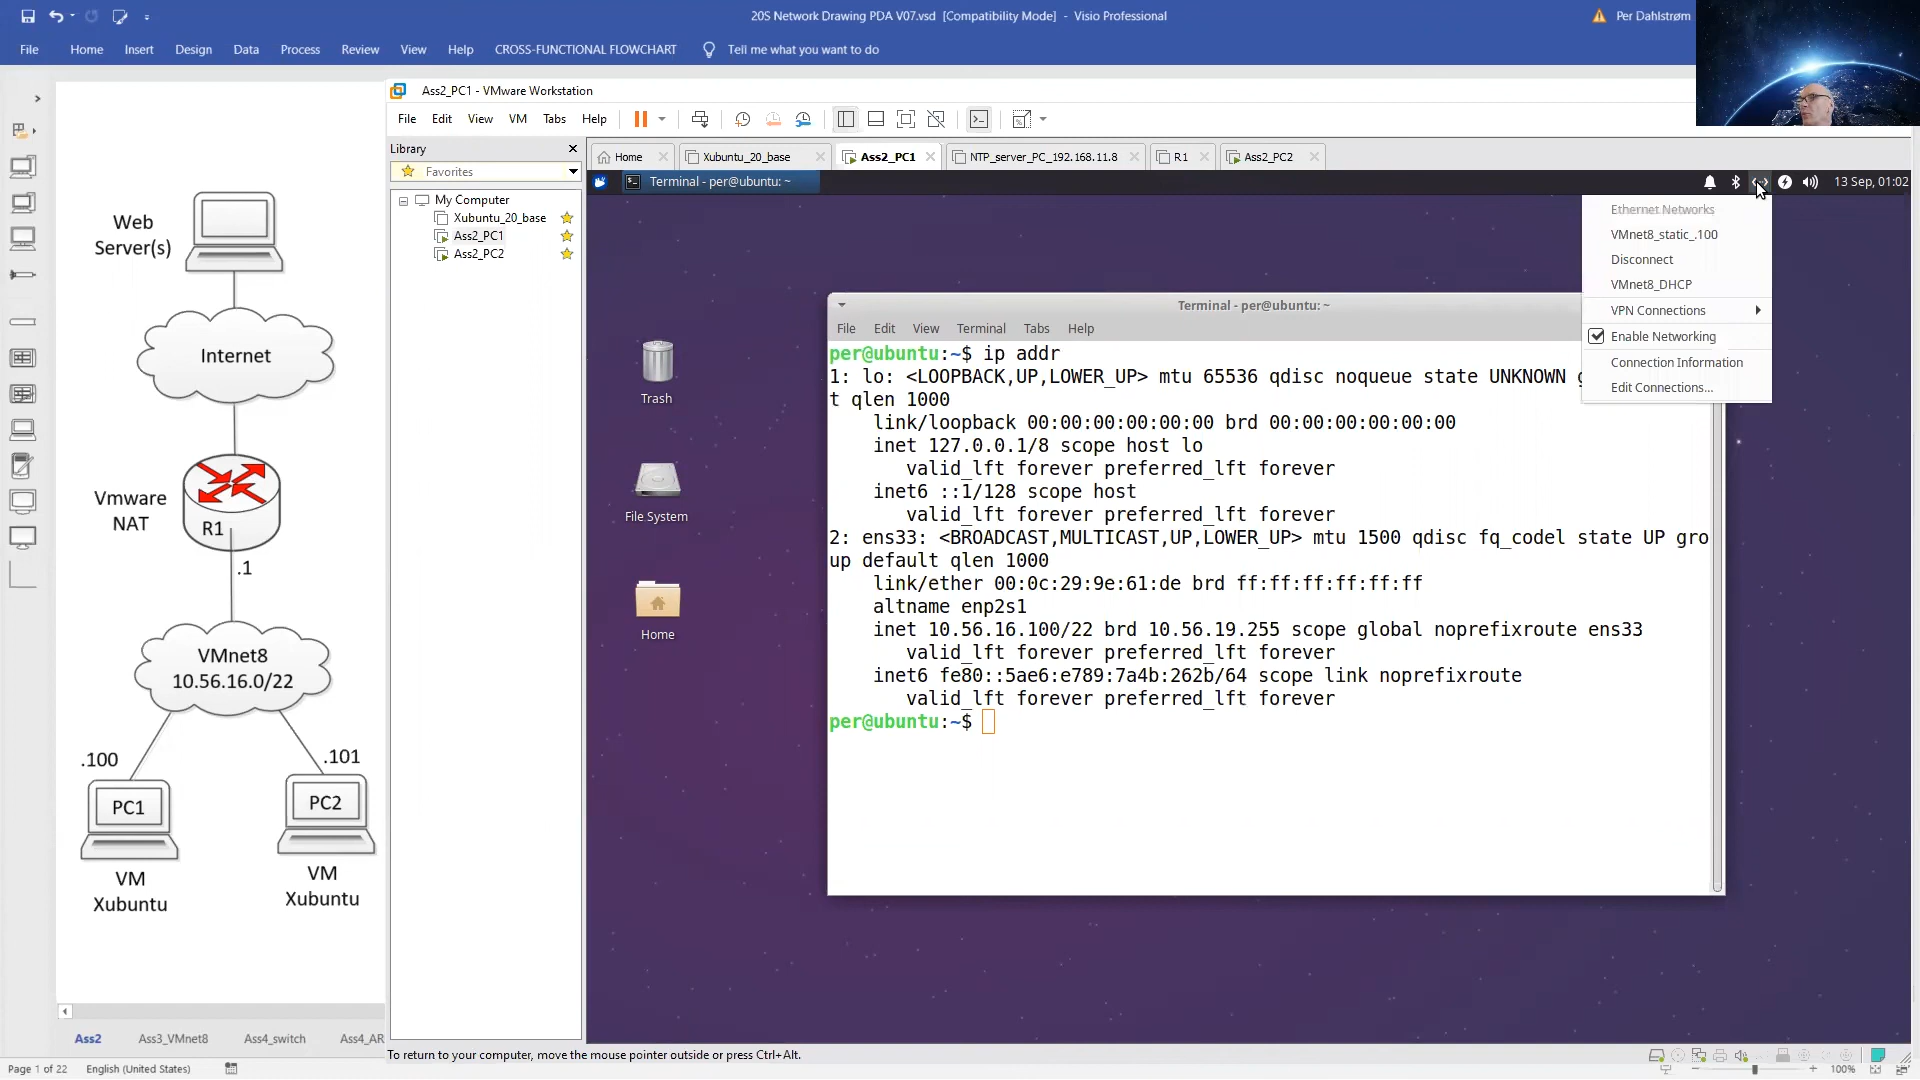 20S Network Drawing PDA V07.vsd [Compatibility Mode] - Visio Professional
Per Dahlstrøm
File Home Insert Design Data Process Review View Help CROSS-FUNCTIONAL FLOWCHART Tell me what you want to do
Web
Server(s)
Internet
Vmware
NAT
R1
.1
VMnet8
10.56.16.0/22
.100
.101
PC1
PC2
VM
Xubuntu
VM
Xubuntu
Ass2 Ass3_VMnet8 Ass4_switch Ass4_AR
Page 1 of 22 English (United States)
100%
Ass2_PC1 - VMware Workstation
File Edit View VM Tabs Help
Library
Favorites
My Computer
Xubuntu_20_base
Ass2_PC1
Ass2_PC2
Home Xubuntu_20_base Ass2_PC1 NTP_server_PC_192.168.11.8 R1 Ass2_PC2
Terminal - per@ubuntu: ~
13 Sep, 01:02
Trash
File System
Home
Ethernet Networks
VMnet8_static_.100
Disconnect
VMnet8_DHCP
VPN Connections
Enable Networking
Connection Information
Edit Connections...
Terminal - per@ubuntu: ~
File Edit View Terminal Tabs Help
per@ubuntu:~$ ip addr
1: lo: <LOOPBACK,UP,LOWER_UP> mtu 65536 qdisc noqueue state UNKNOWN
t qlen 1000
link/loopback 00:00:00:00:00:00 brd 00:00:00:00:00:00
inet 127.0.0.1/8 scope host lo
valid_lft forever preferred_lft forever
inet6 ::1/128 scope host
valid_lft forever preferred_lft forever
2: ens33: <BROADCAST,MULTICAST,UP,LOWER_UP> mtu 1500 qdisc fq_codel state UP gro
up default qlen 1000
link/ether 00:0c:29:9e:61:de brd ff:ff:ff:ff:ff:ff
altname enp2s1
inet 10.56.16.100/22 brd 10.56.19.255 scope global noprefixroute ens33
valid_lft forever preferred_lft forever
inet6 fe80::5ae6:e789:7a4b:262b/64 scope link noprefixroute
valid_lft forever preferred_lft forever
per@ubuntu:~$
To return to your computer, move the mouse pointer outside or press Ctrl+Alt.